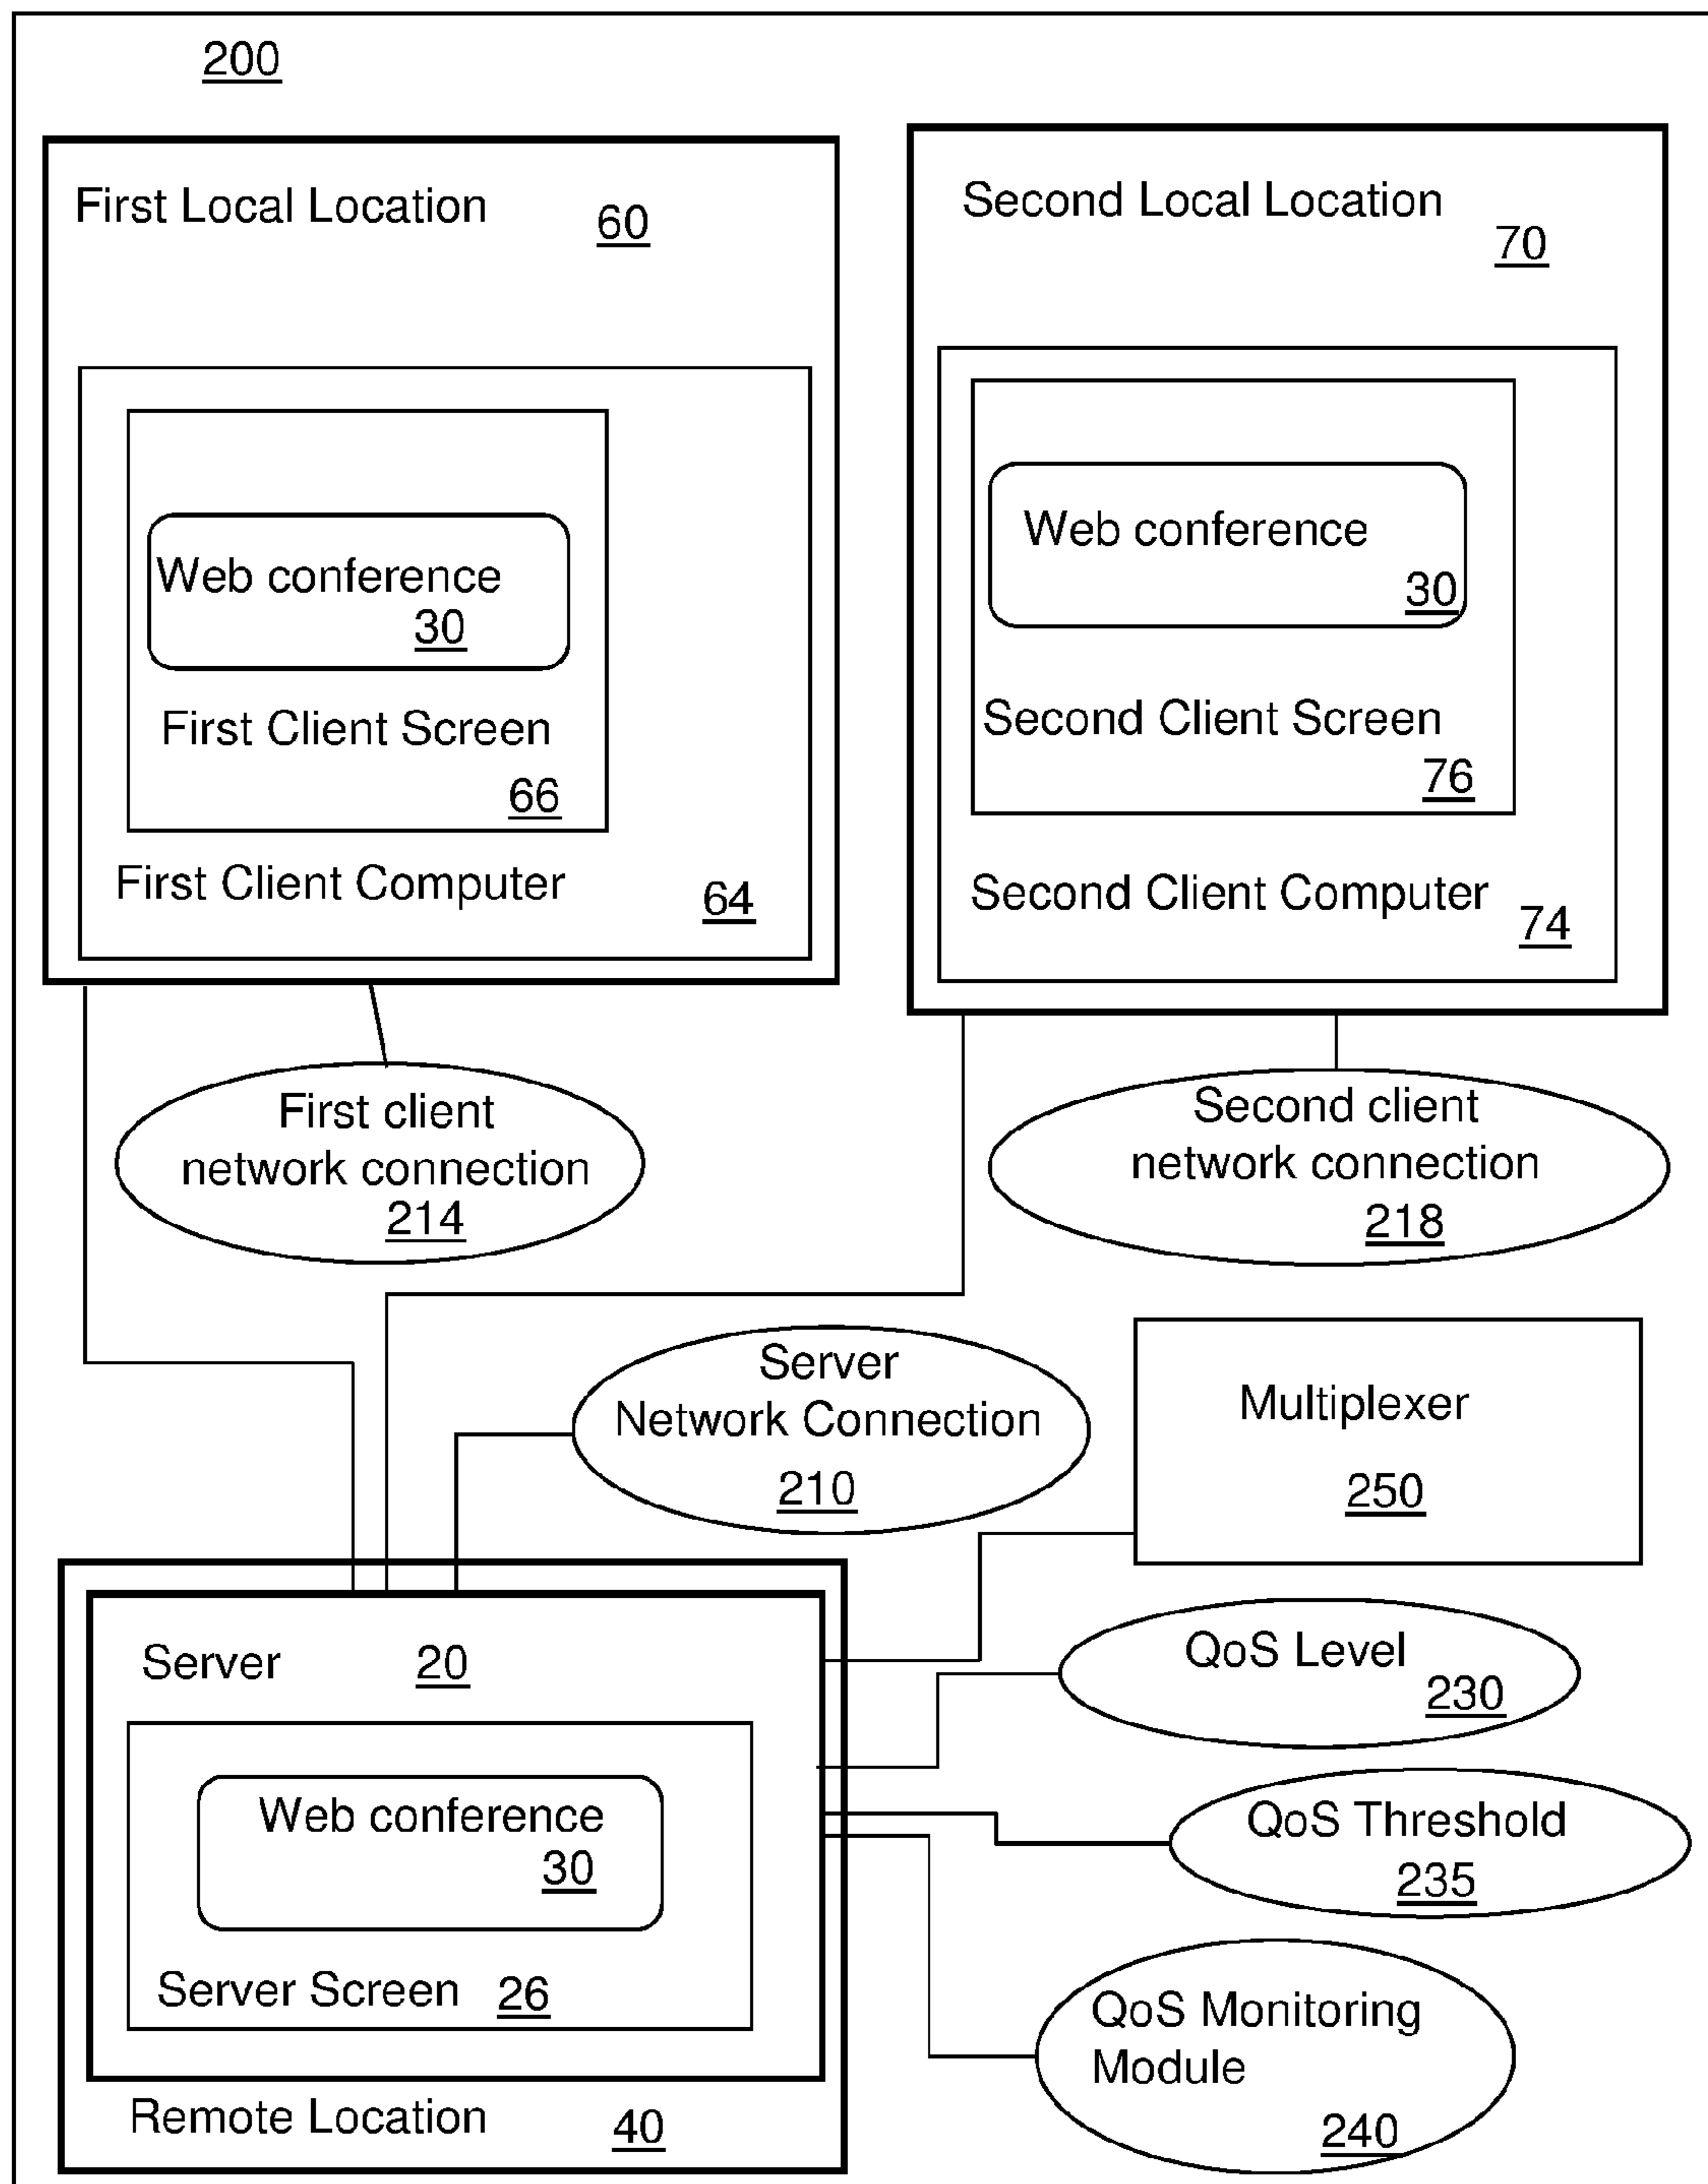 200
First Local Location 60
Web conference
30
First Client Screen
66
First Client Computer 64
Second Local Location
70
Web conference
30
Second Client Screen
76
Second Client Computer
74
First client
network connection
214
Second client
network connection
218
Server
Network Connection
210
Multiplexer
250
Server 20
Web conference
30
Server Screen 26
Remote Location 40
QoS Level
230
QoS Threshold
235
QoS Monitoring
Module
240